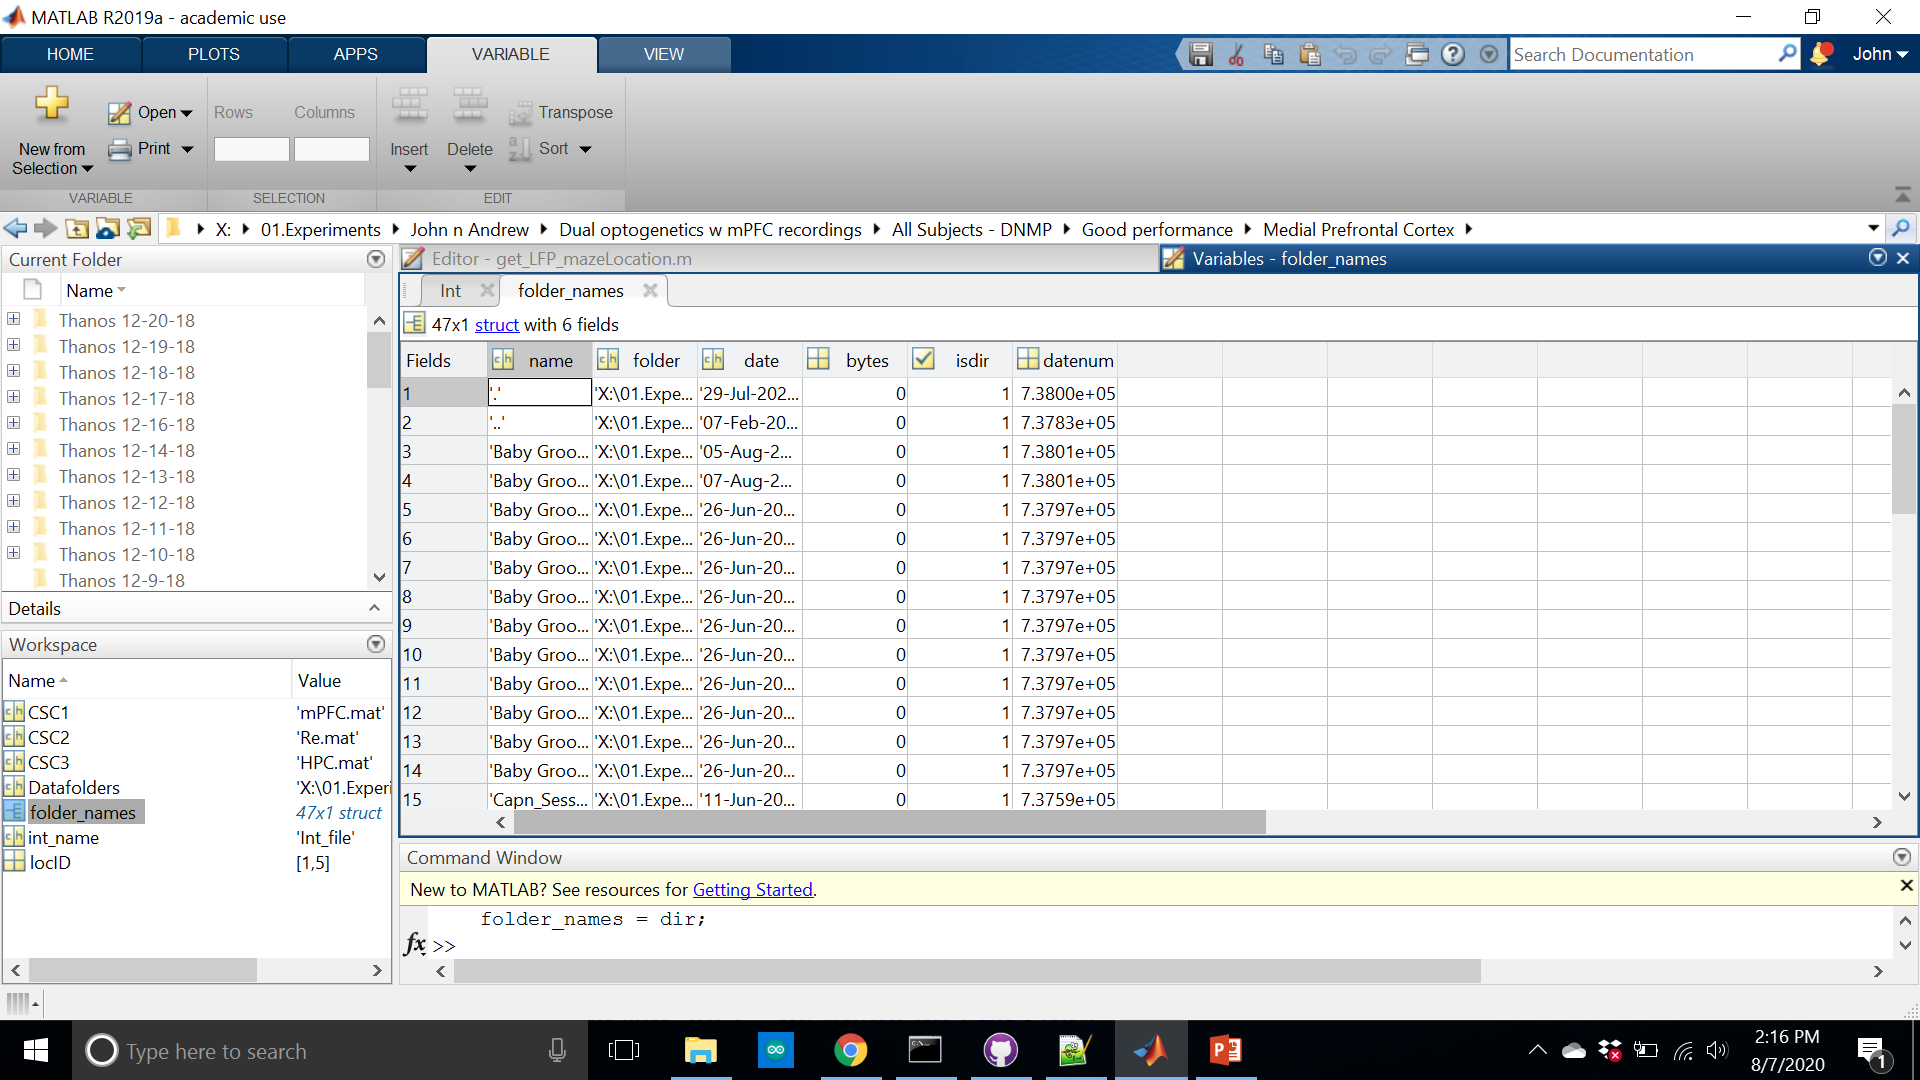 MATLAB R2019a - academic use
HOME PLOTS APPS VARIABLE VIEW
Search Documentation
John
New from Selection
Open
Print
Rows Columns
Insert
Delete
Transpose
Sort
VARIABLE SELECTION EDIT
X: 01.Experiments John n Andrew Dual optogenetics w mPFC recordings All Subjects - DNMP Good performance Medial Prefrontal Cortex
Current Folder
Name
Thanos 12-20-18
Thanos 12-19-18
Thanos 12-18-18
Thanos 12-17-18
Thanos 12-16-18
Thanos 12-14-18
Thanos 12-13-18
Thanos 12-12-18
Thanos 12-11-18
Thanos 12-10-18
Thanos 12-9-18
Details
Workspace
Name Value
CSC1 'mPFC.mat'
CSC2 'Re.mat'
CSC3 'HPC.mat'
Datafolders 'X:\01.Experi
folder_names 47x1 struct
int_name 'Int_file'
locID [1,5]
Editor - get_LFP_mazeLocation.m
Variables - folder_names
Int folder_names
47x1 struct with 6 fields
Fields name folder date bytes isdir datenum
1 '.' 'X:\01.Expe... '29-Jul-202... 0 1 7.3800e+05
2 '..' 'X:\01.Expe... '07-Feb-20... 0 1 7.3783e+05
3 'Baby Groo... 'X:\01.Expe... '05-Aug-2... 0 1 7.3801e+05
4 'Baby Groo... 'X:\01.Expe... '07-Aug-2... 0 1 7.3801e+05
5 'Baby Groo... 'X:\01.Expe... '26-Jun-20... 0 1 7.3797e+05
6 'Baby Groo... 'X:\01.Expe... '26-Jun-20... 0 1 7.3797e+05
7 'Baby Groo... 'X:\01.Expe... '26-Jun-20... 0 1 7.3797e+05
8 'Baby Groo... 'X:\01.Expe... '26-Jun-20... 0 1 7.3797e+05
9 'Baby Groo... 'X:\01.Expe... '26-Jun-20... 0 1 7.3797e+05
10 'Baby Groo... 'X:\01.Expe... '26-Jun-20... 0 1 7.3797e+05
11 'Baby Groo... 'X:\01.Expe... '26-Jun-20... 0 1 7.3797e+05
12 'Baby Groo... 'X:\01.Expe... '26-Jun-20... 0 1 7.3797e+05
13 'Baby Groo... 'X:\01.Expe... '26-Jun-20... 0 1 7.3797e+05
14 'Baby Groo... 'X:\01.Expe... '26-Jun-20... 0 1 7.3797e+05
15 'Capn_Sess... 'X:\01.Expe... '11-Jun-20... 0 1 7.3759e+05
Command Window
New to MATLAB? See resources for Getting Started.
folder_names = dir;
fx >>
Type here to search
2:16 PM
8/7/2020
1